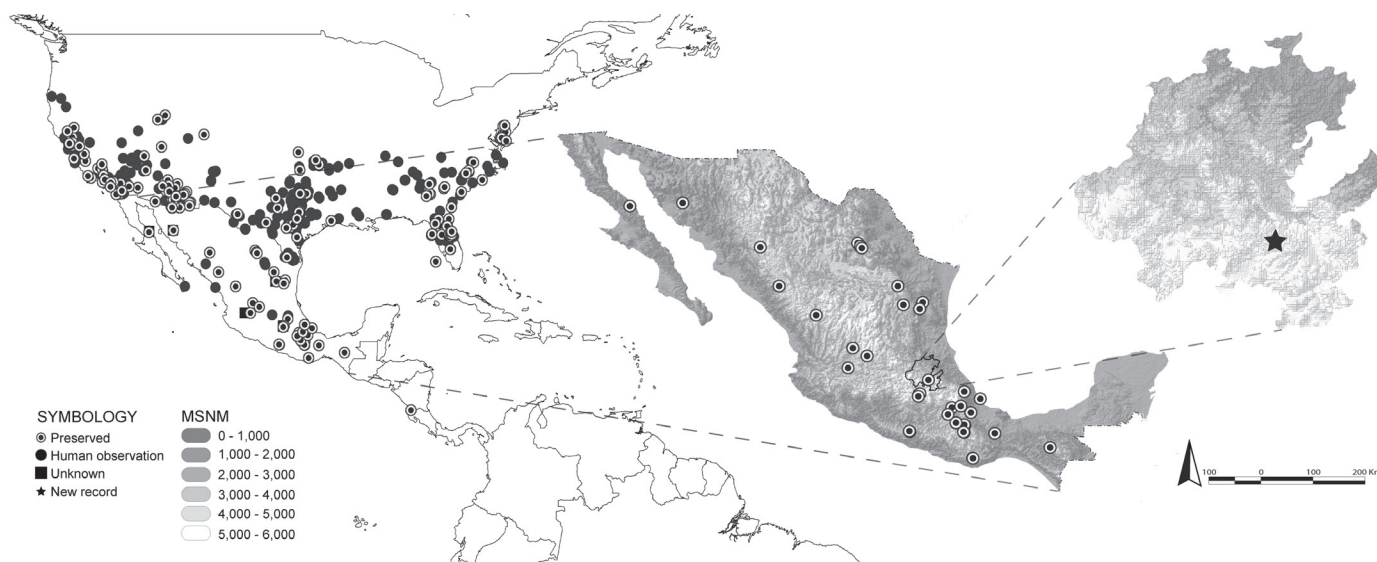 SYMBOLOGY
Preserved
Human observation
Unknown
New record
MSNM
0 - 1,000
1,000 - 2,000
2,000 - 3,000
3,000 - 4,000
4,000 - 5,000
5,000 - 6,000
100 0 100 200 Km